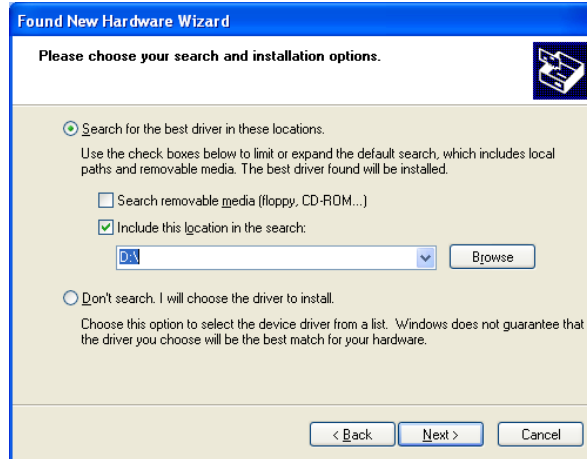 Found New Hardware Wizard
Please choose your search and installation options.
Search for the best driver in these locations.
Use the check boxes below to limit or expand the default search, which includes local
paths and removable media. The best driver found will be installed.
Search removable media (floppy, CD-ROM...)
Include this location in the search:
D:\
Browse
Don't search. I will choose the driver to install.
Choose this option to select the device driver from a list. Windows does not guarantee that
the driver you choose will be the best match for your hardware.
< Back
Next >
Cancel